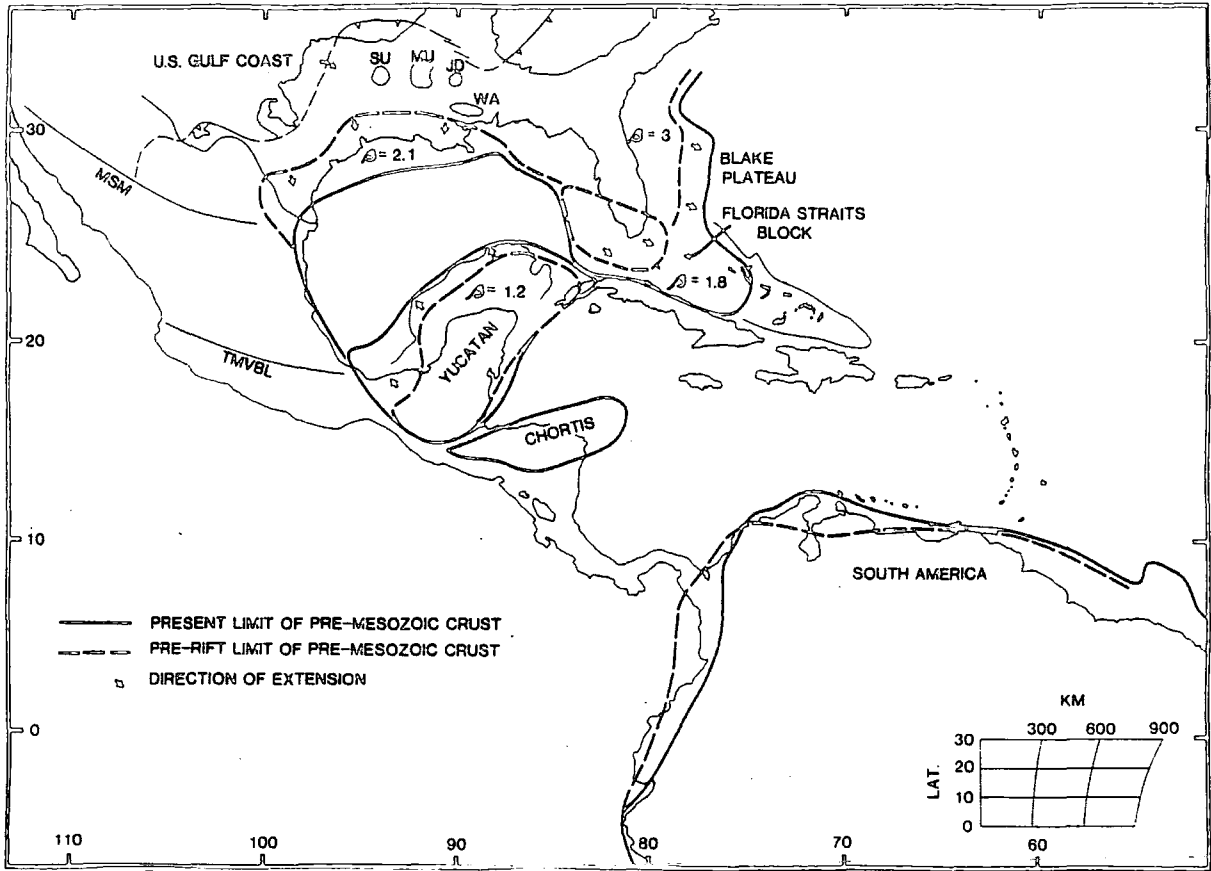 U.S. GULF COAST
SU
MU
JD
WA
30
= 3
= 2.1
BLAKE
PLATEAU
MSM
FLORIDA STRAITS
BLOCK
= 1.8
= 1.2
20
YUCATAN
TMVBL
CHORTIS
10
SOUTH AMERICA
PRESENT LIMIT OF PRE-MESOZOIC CRUST
PRE-RIFT LIMIT OF PRE-MESOZOIC CRUST
DIRECTION OF EXTENSION
KM
300 600 900
30
20
10
0
LAT.
0
110 100 90 80 70 60